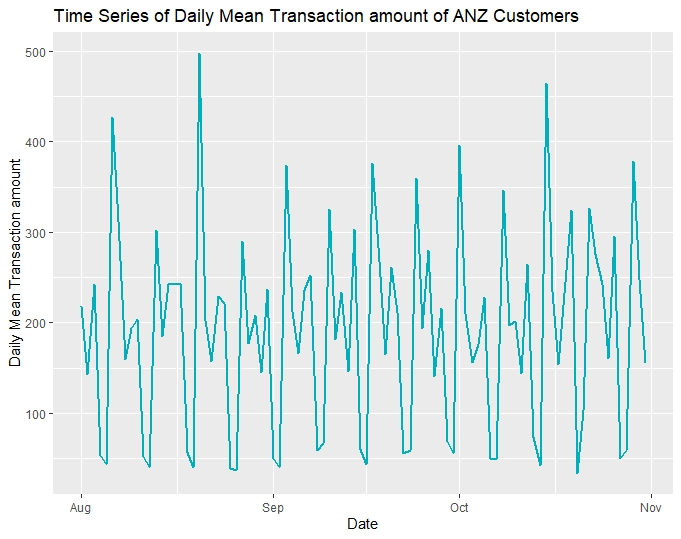 Time Series of Daily Mean Transaction amount of ANZ Customers
Daily Mean Transaction amount
500
400
300
200
100
Aug
Sep
Oct
Nov
Date